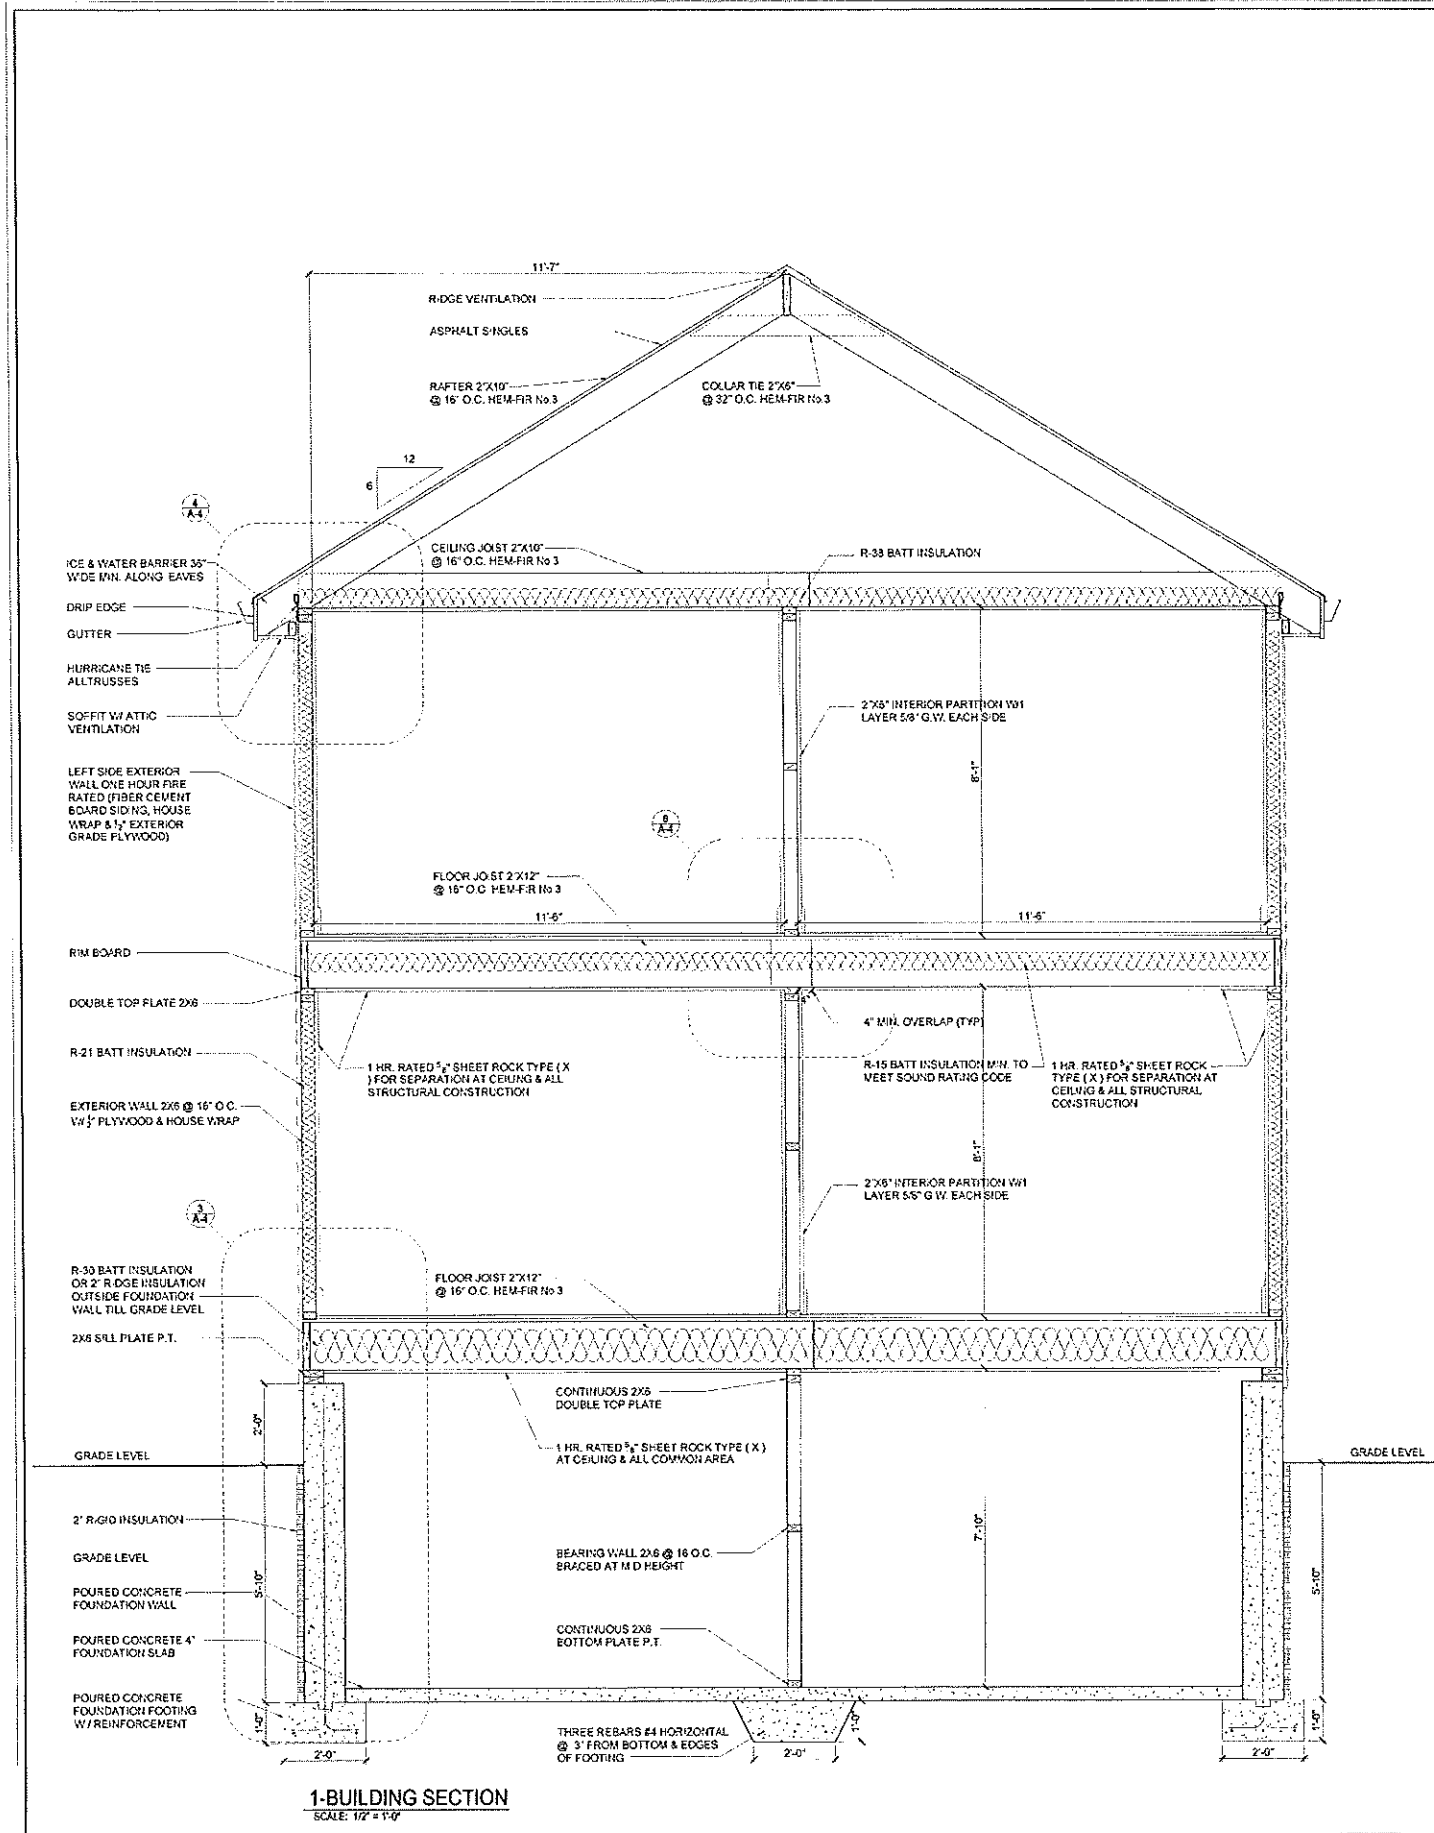 11'-7"
RIDGE VENTILATION
ASPHALT SINGLES
RAFTER 2"X10"
@ 16" O.C. HEM-FIR No.3
COLLAR TIE 2"X6"
@ 32" O.C. HEM-FIR No.3
12
6
4
A-4
CEILING JOIST 2"X10"
@ 16" O.C. HEM-FIR No 3
R-38 BATT INSULATION
ICE & WATER BARRIER 36"
WIDE MIN. ALONG EAVES
DRIP EDGE
GUTTER
HURRICANE TIE
ALLTRUSSES
SOFFIT W/ ATTIC
VENTILATION
2"X6" INTERIOR PARTITION W/1
LAYER 5/8" G.W. EACH SIDE
8'-1"
LEFT SIDE EXTERIOR
WALL ONE HOUR FIRE
RATED (FIBER CEMENT
BOARD SIDING, HOUSE
WRAP & 1/2" EXTERIOR
GRADE PLYWOOD)
A-4
FLOOR JOIST 2"X12"
@ 16" O.C. HEM-FIR No 3
11'-6"
11'-6"
RIM BOARD
DOUBLE TOP PLATE 2X6
4"
4" MIN. OVERLAP (TYP)
R-21 BATT INSULATION
1 HR. RATED 5/8" SHEET ROCK TYPE ( X
) FOR SEPARATION AT CEILING & ALL
STRUCTURAL CONSTRUCTION
R-15 BATT INSULATION MIN. TO
MEET SOUND RATING CODE
1 HR. RATED 5/8" SHEET ROCK
TYPE ( X ) FOR SEPARATION AT
CEILING & ALL STRUCTURAL
CONSTRUCTION
EXTERIOR WALL 2X6 @ 16" O.C.
W/ 1/2" PLYWOOD & HOUSE WRAP
8'-1"
2"X6" INTERIOR PARTITION W/1
LAYER 5/8" G.W. EACH SIDE
3
A-4
R-30 BATT INSULATION
OR 2" RIDGE INSULATION
OUTSIDE FOUNDATION
WALL TILL GRADE LEVEL
FLOOR JOIST 2"X12"
@ 16" O.C. HEM-FIR No 3
2X6 SILL PLATE P.T.
CONTINUOUS 2X6
DOUBLE TOP PLATE
2'-0"
1 HR. RATED 5/8" SHEET ROCK TYPE ( X )
AT CEILING & ALL COMMON AREA
GRADE LEVEL
GRADE LEVEL
2" RIGID INSULATION
GRADE LEVEL
5'-10"
BEARING WALL 2X6 @ 16 O.C.
BRACED AT MID HEIGHT
7'-10"
5'-10"
POURED CONCRETE
FOUNDATION WALL
POURED CONCRETE 4"
FOUNDATION SLAB
CONTINUOUS 2X6
BOTTOM PLATE P.T.
POURED CONCRETE
FOUNDATION FOOTING
W/ REINFORCEMENT
1'-0"
THREE REBARS #4 HORIZONTAL
@ 3" FROM BOTTOM & EDGES
OF FOOTING
1'-0"
1'-0"
2'-0"
2'-0"
2'-0"
1-BUILDING SECTION
SCALE: 1/2" = 1'-0"